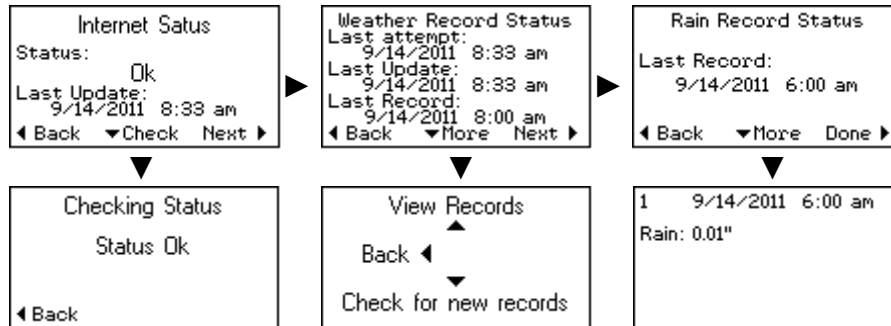 Internet Satus
Status:
Ok
Last Update:
9/14/2011 8:33 am
Back Check Next
Weather Record Status
Last attempt:
9/14/2011 8:33 am
Last Update:
9/14/2011 8:33 am
Last Record:
9/14/2011 8:00 am
Back More Next
Rain Record Status
Last Record:
9/14/2011 6:00 am
Back More Done
Checking Status
Status Ok
Back
View Records
Back
Check for new records
1 9/14/2011 6:00 am
Rain: 0.01"